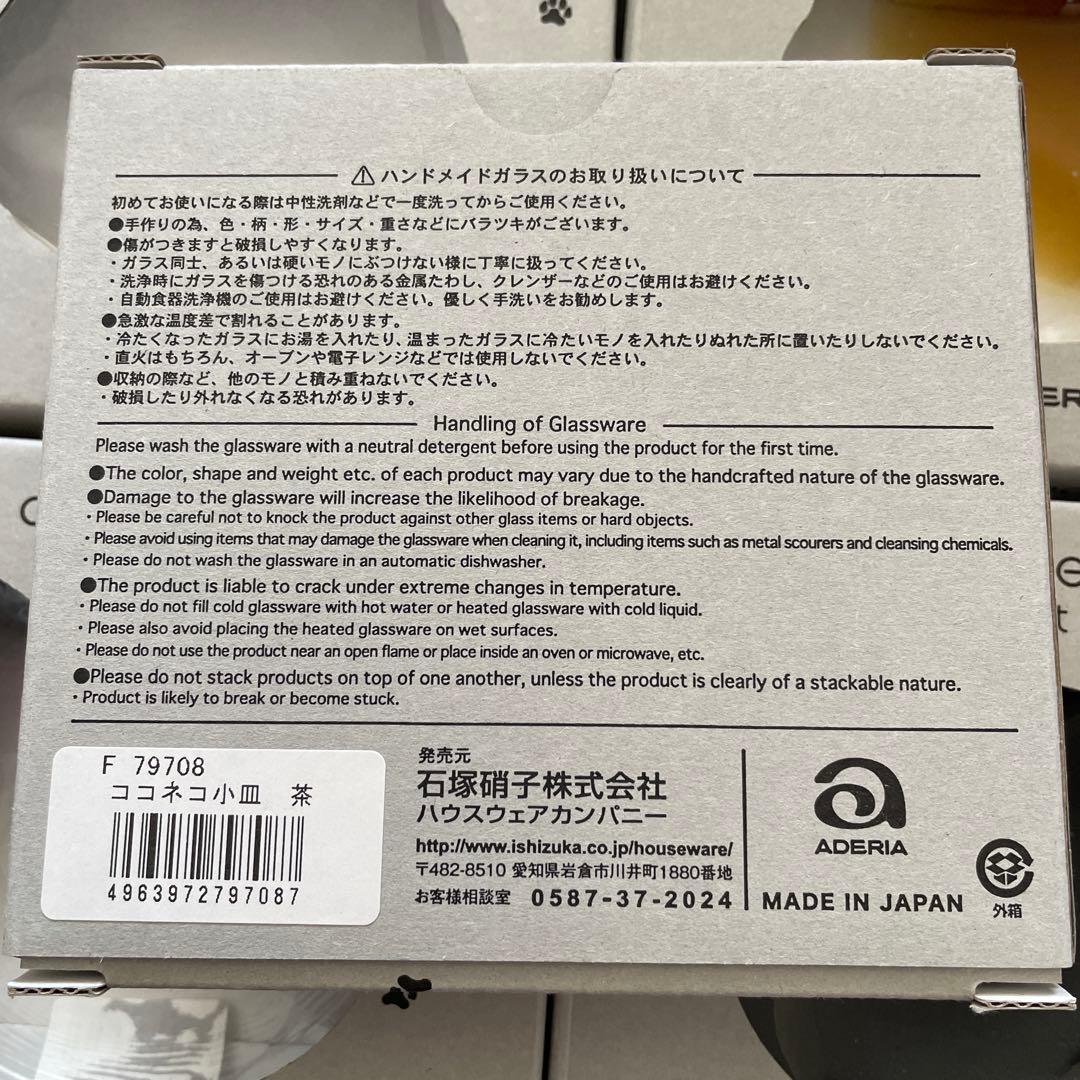 ⚠ハンドメイドガラスのお取り扱いについて
初めてお使いになる際は中性洗剤などで一度洗ってからご使用ください。
●手作りの為、色・柄・形・サイズ・重さなどにバラツキがございます。
●傷がつきますと破損しやすくなります。
・ガラス同士、あるいは硬いモノにぶつけない様に丁寧に扱ってください。
・洗浄時にガラスを傷つける恐れのある金属たわし、クレンザーなどのご使用はお避けください。
・自動食器洗浄機のご使用はお避けください。優しく手洗いをお勧めします。
●急激な温度差で割れることがあります。
・冷たくなったガラスにお湯を入れたり、温まったガラスに冷たいモノを入れたりぬれた所に置いたりしないでください。
・直火はもちろん、オーブンや電子レンジなどでは使用しないでください。
●収納の際など、他のモノと積み重ねないでください。
・破損したり外れなくなる恐れがあります。
Handling of Glassware
Please wash the glassware with a neutral detergent before using the product for the first time.
●The color, shape and weight etc. of each product may vary due to the handcrafted nature of the glassware.
●Damage to the glassware will increase the likelihood of breakage.
・Please be careful not to knock the product against other glass items or hard objects.
・Please avoid using items that may damage the glassware when cleaning it, including items such as metal scourers and cleansing chemicals.
・Please do not wash the glassware in an automatic dishwasher.
●The product is liable to crack under extreme changes in temperature.
・Please do not fill cold glassware with hot water or heated glassware with cold liquid.
・Please also avoid placing the heated glassware on wet surfaces.
・Please do not use the product near an open flame or place inside an oven or microwave, etc.
●Please do not stack products on top of one another, unless the product is clearly of a stackable nature.
・Product is likely to break or become stuck.
F 79708
ココネコ小皿 茶
4963972797087
発売元
石塚硝子株式会社
ハウスウェアカンパニー
http://www.ishizuka.co.jp/houseware/
〒482-8510 愛知県岩倉市川井町1880番地
お客様相談室 0587-37-2024
ADERIA
MADE IN JAPAN
外箱